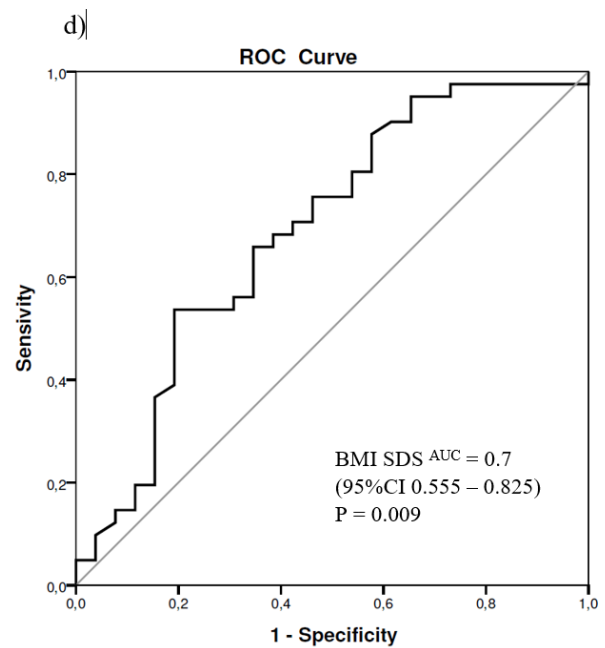 d)
ROC Curve
1,0
0,8
0,6
0,4
0,2
0,0
Sensivity
BMI SDS AUC = 0.7
(95%CI 0.555 – 0.825)
P = 0.009
0,0 0,2 0,4 0,6 0,8 1,0
1 - Specificity